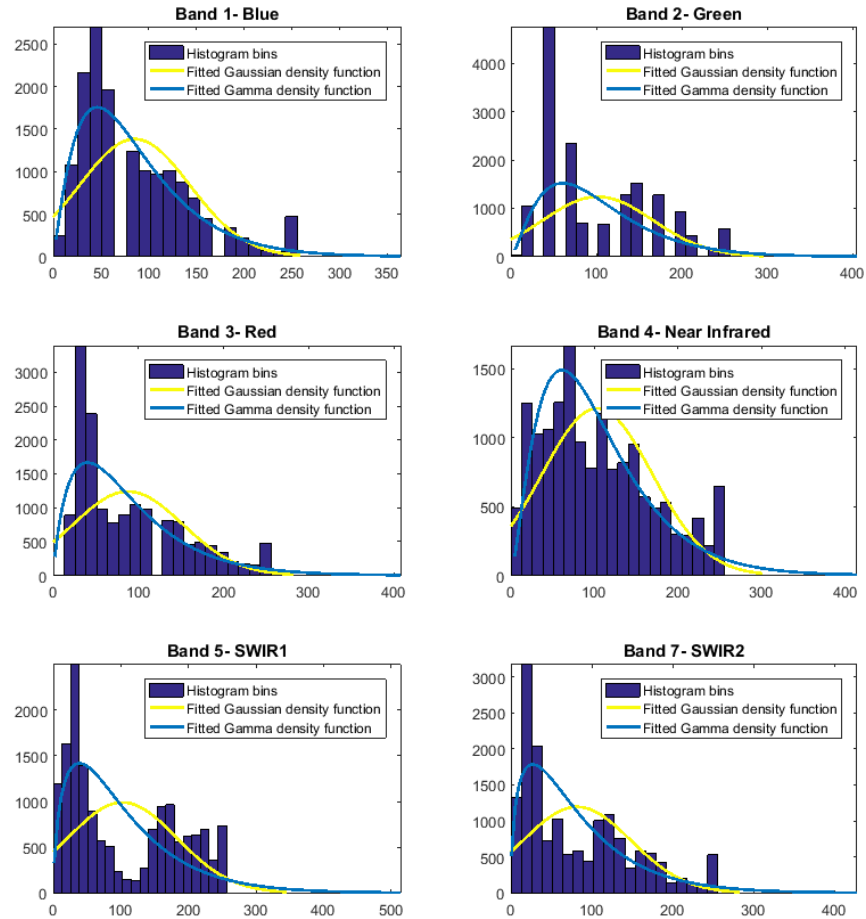 Band 1- Blue
2500
2000
1500
1000
500
0
Histogram bins
Fitted Gaussian density function
Fitted Gamma density function
0 50 100 150 200 250 300 350
Band 2- Green
4000
3000
2000
1000
0
Histogram bins
Fitted Gaussian density function
Fitted Gamma density function
0 100 200 300 400
Band 3- Red
3000
2500
2000
1500
1000
500
0
Histogram bins
Fitted Gaussian density function
Fitted Gamma density function
0 100 200 300 400
Band 4- Near Infrared
1500
1000
500
0
Histogram bins
Fitted Gaussian density function
Fitted Gamma density function
0 100 200 300 400
Band 5- SWIR1
2000
1500
1000
500
0
Histogram bins
Fitted Gaussian density function
Fitted Gamma density function
0 100 200 300 400 500
Band 7- SWIR2
3000
2500
2000
1500
1000
500
0
Histogram bins
Fitted Gaussian density function
Fitted Gamma density function
0 100 200 300 400